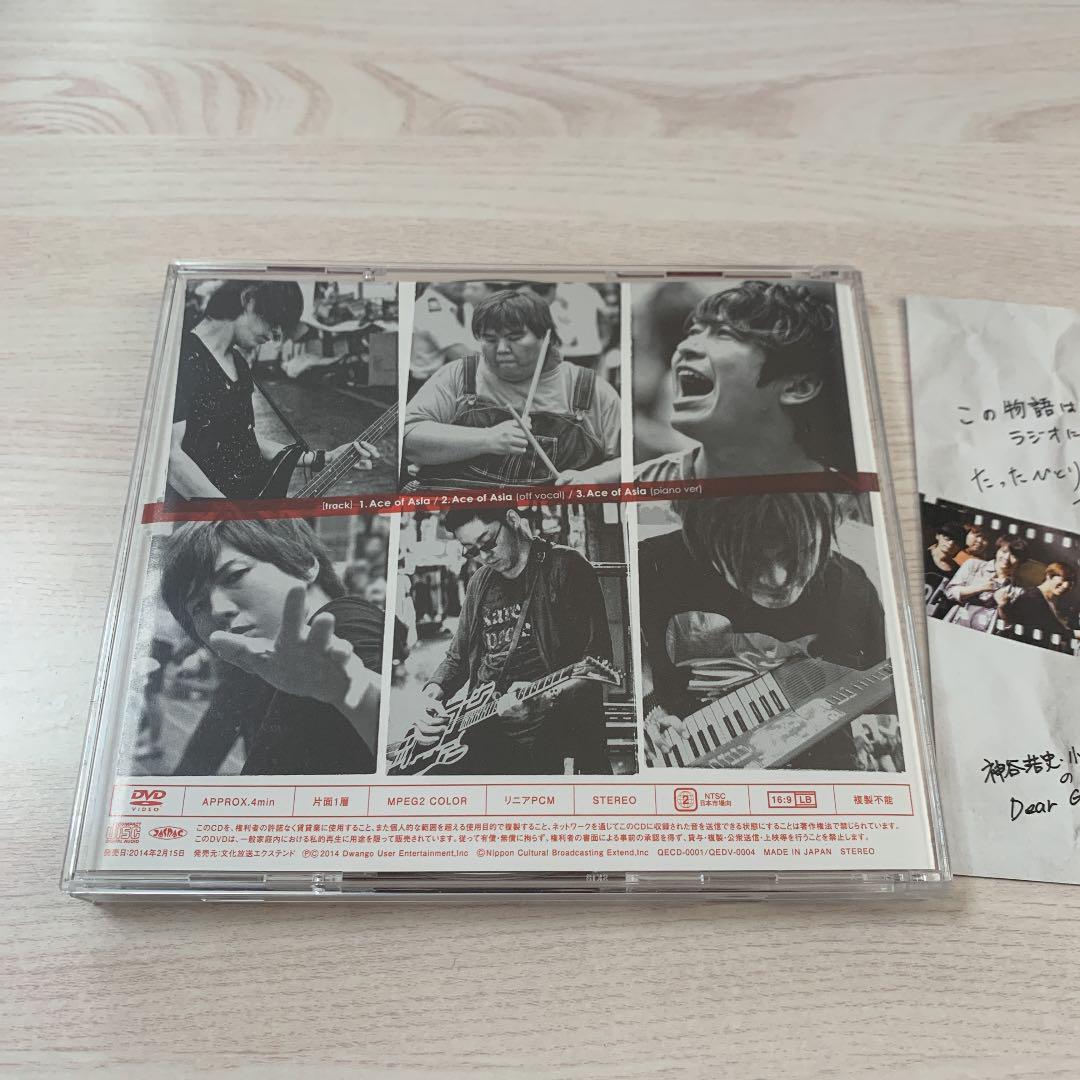 [track] 1. Ace of Asia / 2. Ace of Asia (off vocal) / 3. Ace of Asia (piano ver)
DVD VIDEO
APPROX.4min
片面1層
MPEG2 COLOR
リニアPCM
STEREO
2
NTSC
日本市場向
16:9 LB
複製不能
COMPACT DISC DIGITAL AUDIO
JASRAC
このCDを、権利者の許諾なく賃貸業に使用すること、また個人的な範囲を超える使用目的で複製すること、ネットワークを通じてこのCDに収録された音を送信できる状態にすることは著作権法で禁じられています。
このDVDは、一般家庭内における私的再生に用途を限って販売されています。従って有償・無償に拘らず、権利者の書面による事前の承認を得ず、貸与・複製・公衆送信・上映等を行うことを禁止します。
発売日:2014年2月15日 発売元:文化放送エクステンド Ⓟ©2014 Dwango User Entertainment,Inc ©Nippon Cultural Broadcasting Extend,Inc QECD-0001/QEDV-0004 MADE IN JAPAN STEREO
この物語は
ラジオに
たったひとり
神谷浩史・小
の
Dear G